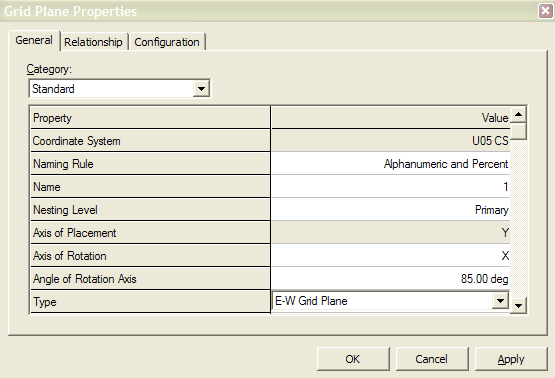 Grid Plane Properties
General Relationship Configuration
Category:
Standard
Property Value
Coordinate System U05 CS
Naming Rule Alphanumeric and Percent
Name 1
Nesting Level Primary
Axis of Placement Y
Axis of Rotation X
Angle of Rotation Axis 85.00 deg
Type E-W Grid Plane
OK Cancel Apply